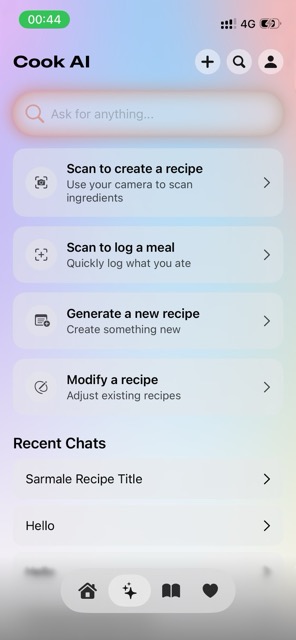 00:44
4G
Cook AI
Ask for anything...
Scan to create a recipe
Use your camera to scan
ingredients
Scan to log a meal
Quickly log what you ate
Generate a new recipe
Create something new
Modify a recipe
Adjust existing recipes
Recent Chats
Sarmale Recipe Title
Hello